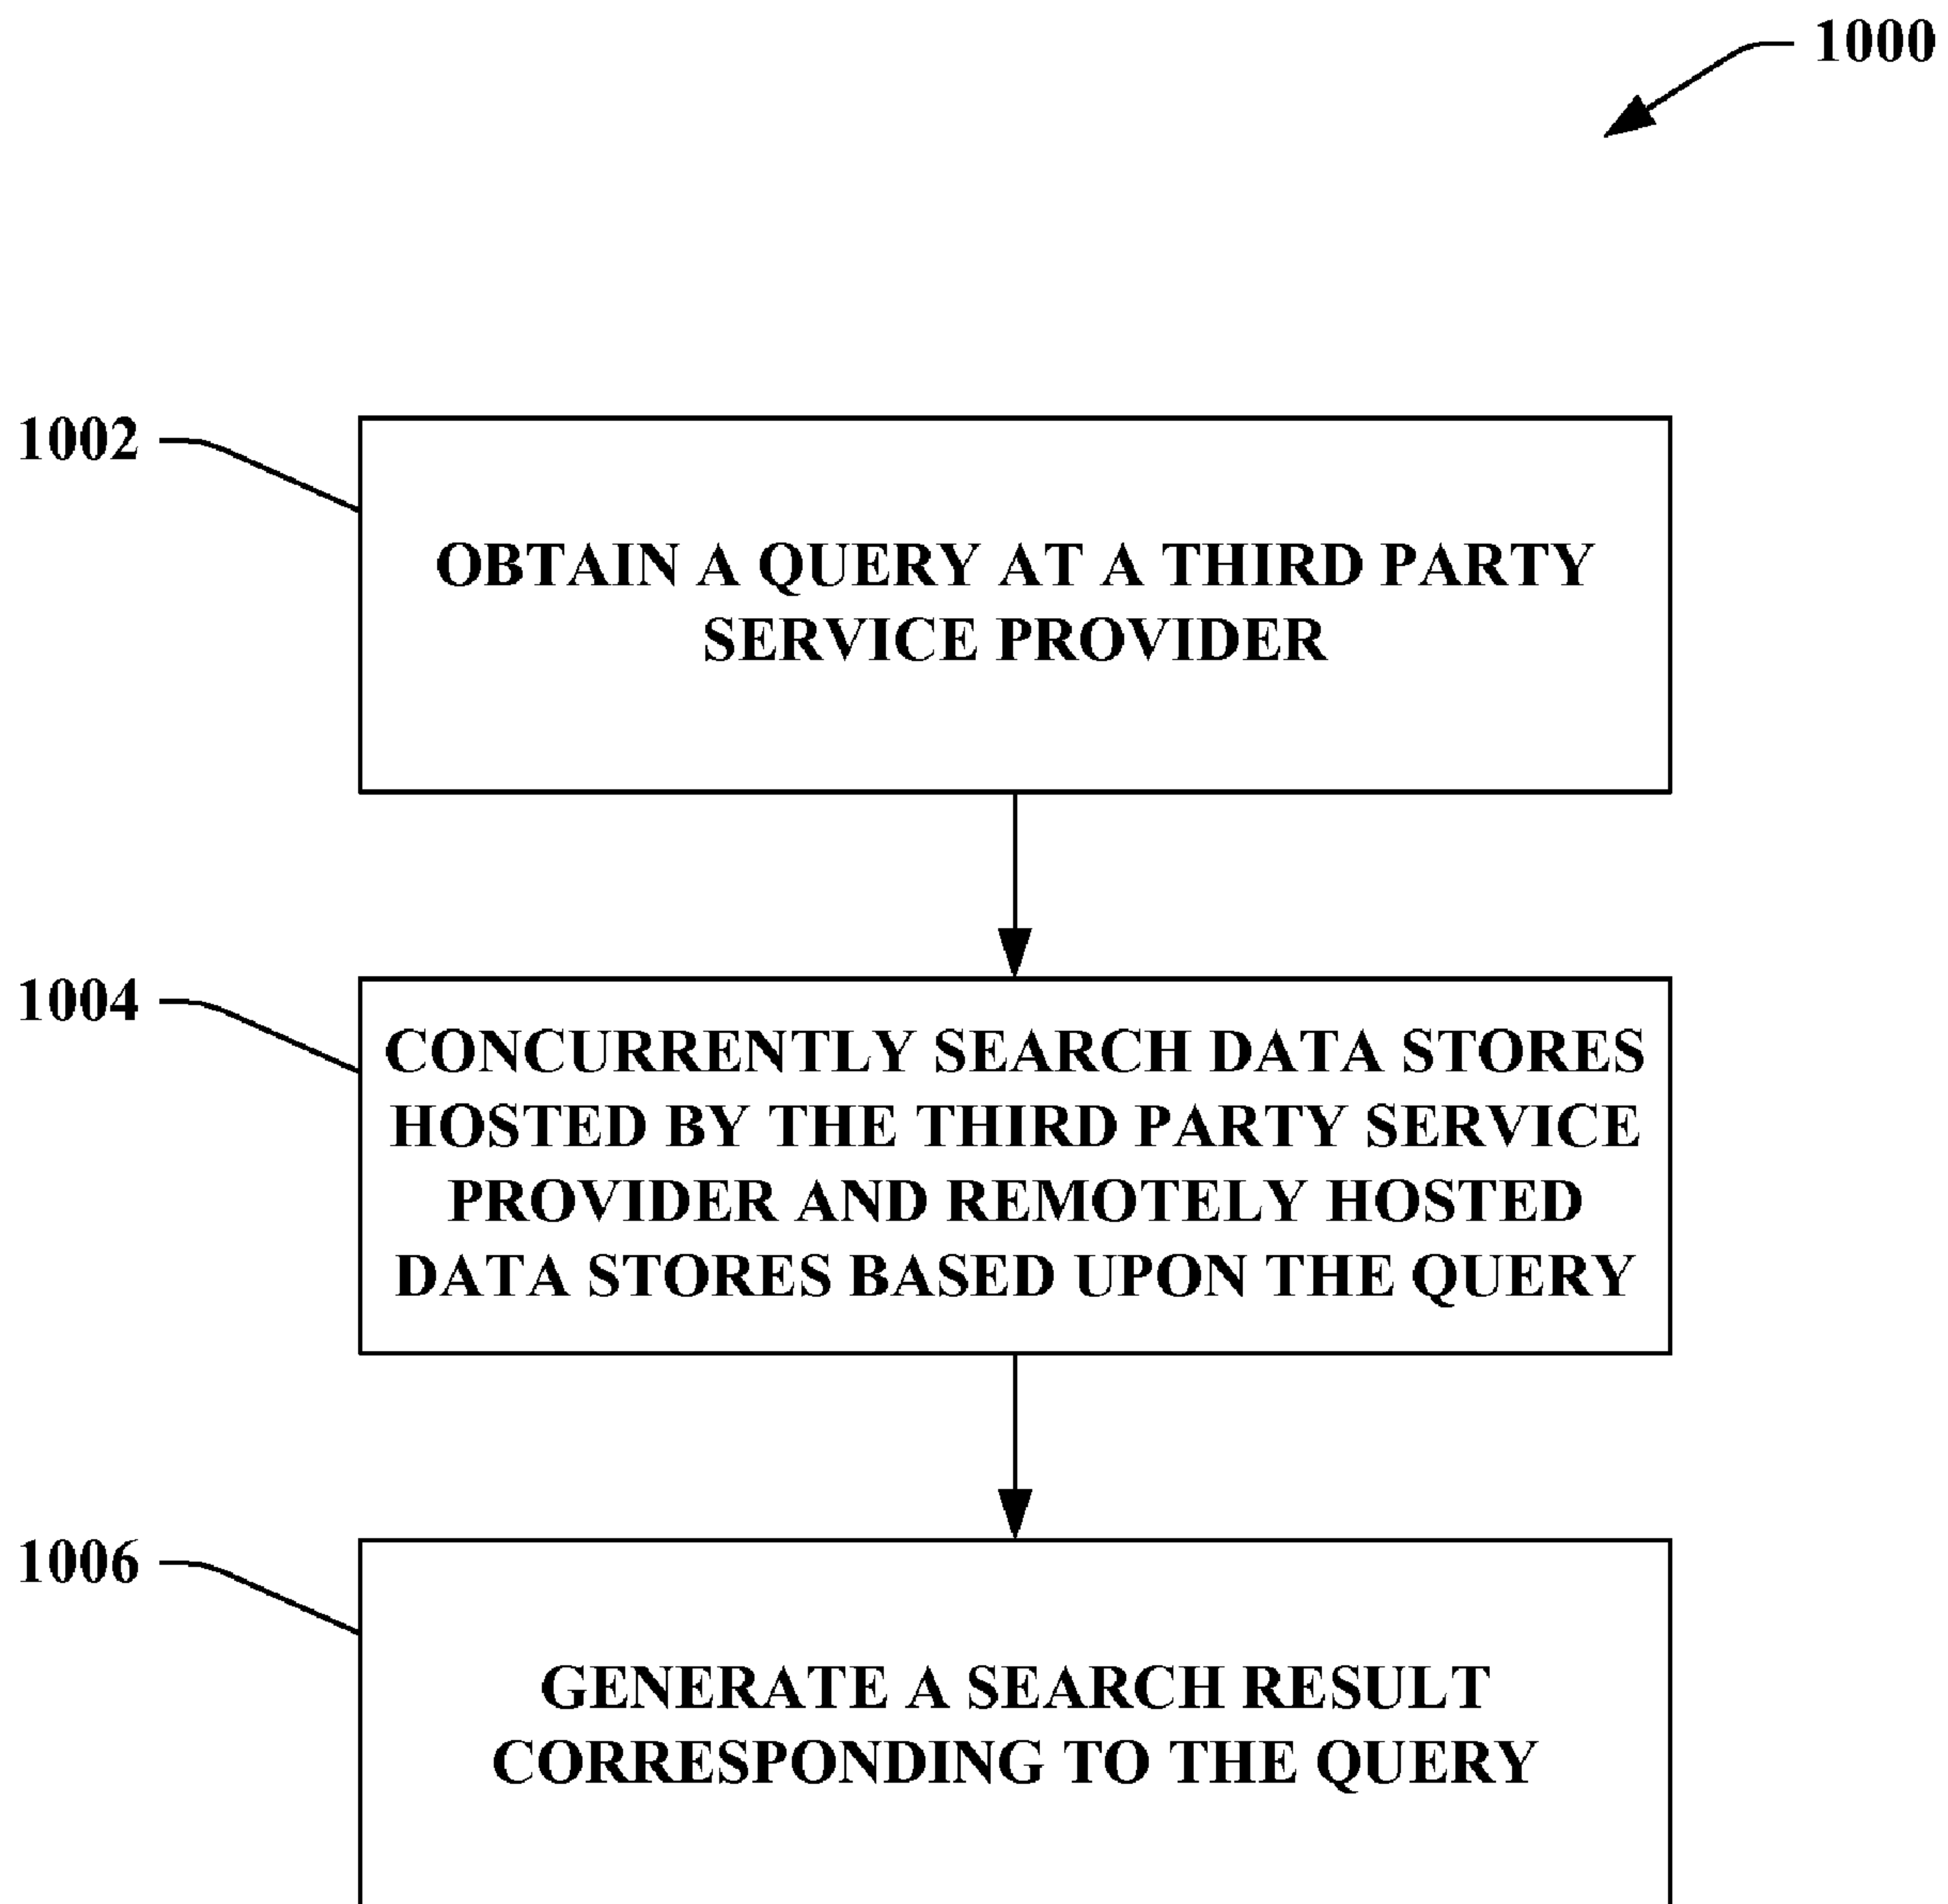 1000
1002
OBTAIN A QUERY AT A THIRD PARTY
SERVICE PROVIDER
1004
CONCURRENTLY SEARCH DATA STORES
HOSTED BY THE THIRD PARTY SERVICE
PROVIDER AND REMOTELY HOSTED
DATA STORES BASED UPON THE QUERY
1006
GENERATE A SEARCH RESULT
CORRESPONDING TO THE QUERY